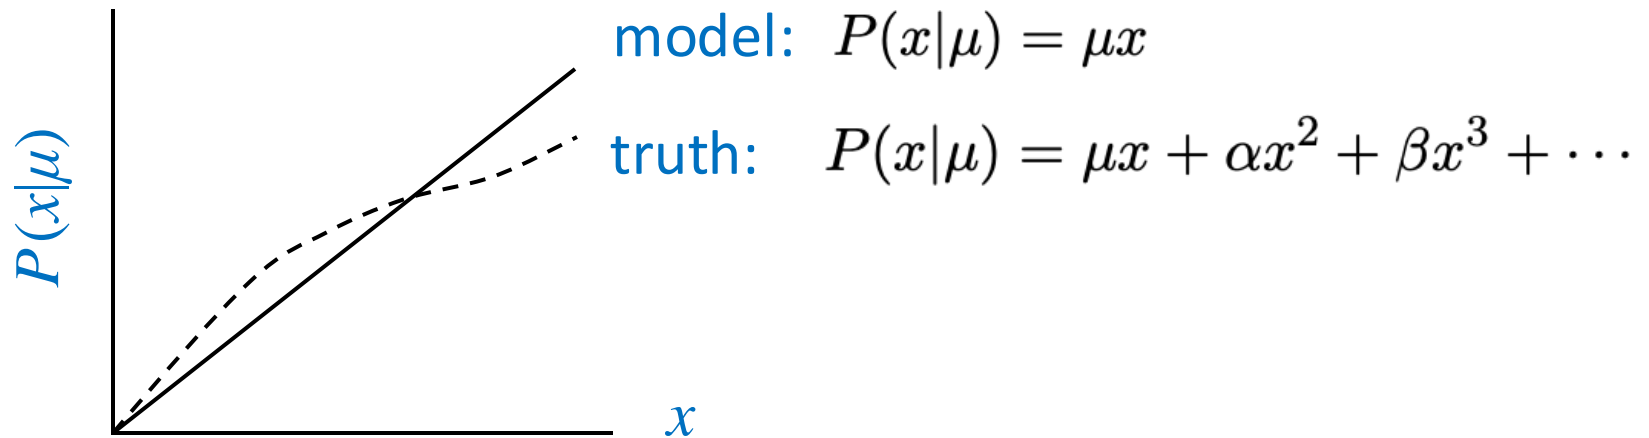 model: P(x|μ) = μx
truth: P(x|μ) = μx + αx² + βx³ + ···
P(x|μ)
x